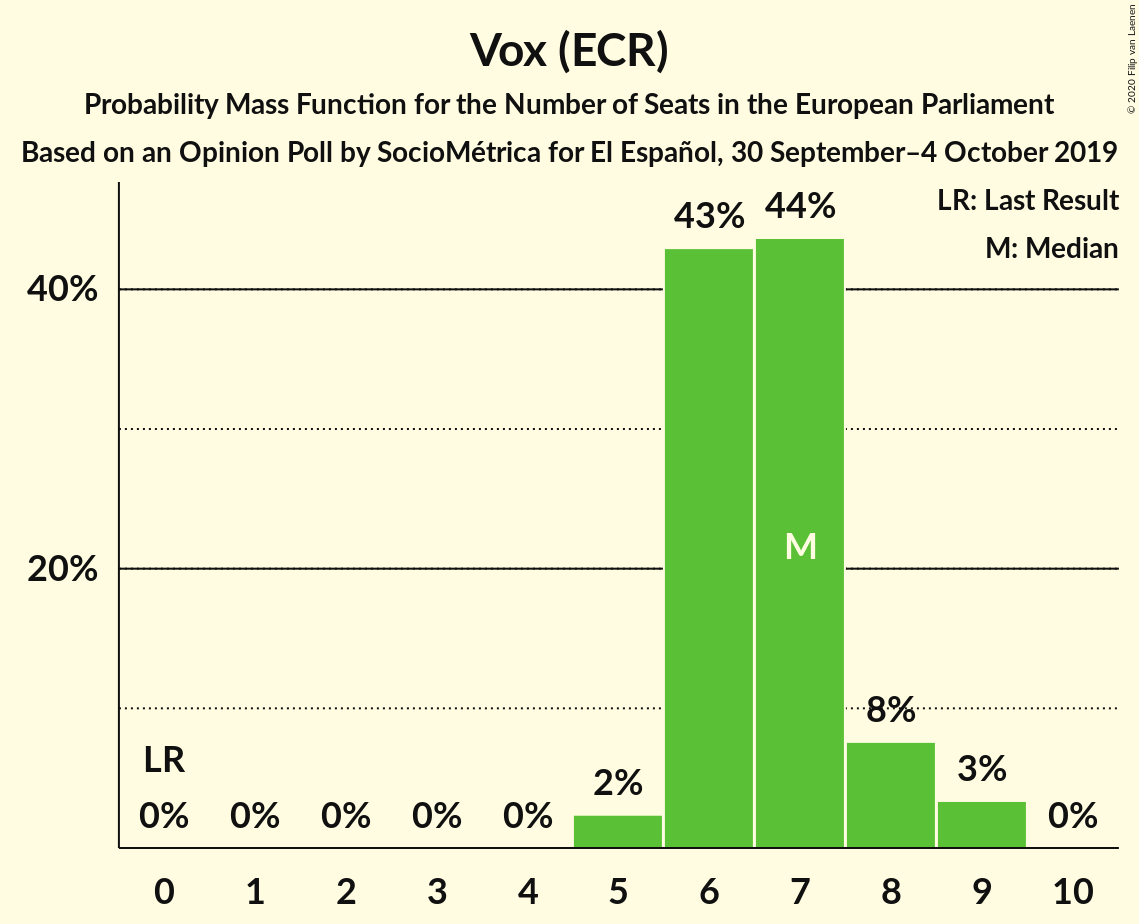 Vox (ECR)
Probability Mass Function for the Number of Seats in the European Parliament
Based on an Opinion Poll by SocioMétrica for El Español, 30 September–4 October 2019
© 2020 Filip van Laenen
LR: Last Result
M: Median
43% 44%
40%
M
20%
8%
LR
2% 3%
0% 0% 0% 0% 0% 0%
0 1 2 3 4 5 6 7 8 9 10